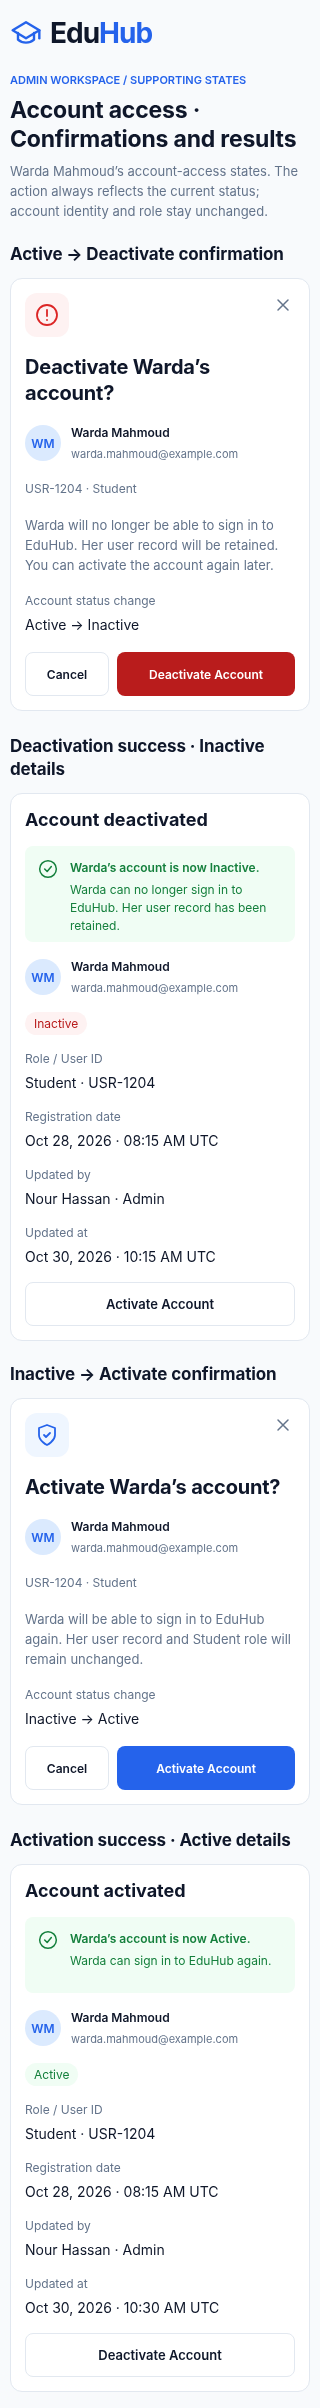 EduHub
ADMIN WORKSPACE / SUPPORTING STATES
Account access ·
Confirmations and results
Warda Mahmoud’s account-access states. The
action always reflects the current status;
account identity and role stay unchanged.
Active → Deactivate confirmation
Deactivate Warda’s
account?
WM
Warda Mahmoud
warda.mahmoud@example.com
USR-1204 · Student
Warda will no longer be able to sign in to
EduHub. Her user record will be retained.
You can activate the account again later.
Account status change
Active → Inactive
Cancel
Deactivate Account
Deactivation success · Inactive
details
Account deactivated
Warda’s account is now Inactive.
Warda can no longer sign in to
EduHub. Her user record has been
retained.
WM
Warda Mahmoud
warda.mahmoud@example.com
Inactive
Role / User ID
Student · USR-1204
Registration date
Oct 28, 2026 · 08:15 AM UTC
Updated by
Nour Hassan · Admin
Updated at
Oct 30, 2026 · 10:15 AM UTC
Activate Account
Inactive → Activate confirmation
Activate Warda’s account?
WM
Warda Mahmoud
warda.mahmoud@example.com
USR-1204 · Student
Warda will be able to sign in to EduHub
again. Her user record and Student role will
remain unchanged.
Account status change
Inactive → Active
Cancel
Activate Account
Activation success · Active details
Account activated
Warda’s account is now Active.
Warda can sign in to EduHub again.
WM
Warda Mahmoud
warda.mahmoud@example.com
Active
Role / User ID
Student · USR-1204
Registration date
Oct 28, 2026 · 08:15 AM UTC
Updated by
Nour Hassan · Admin
Updated at
Oct 30, 2026 · 10:30 AM UTC
Deactivate Account